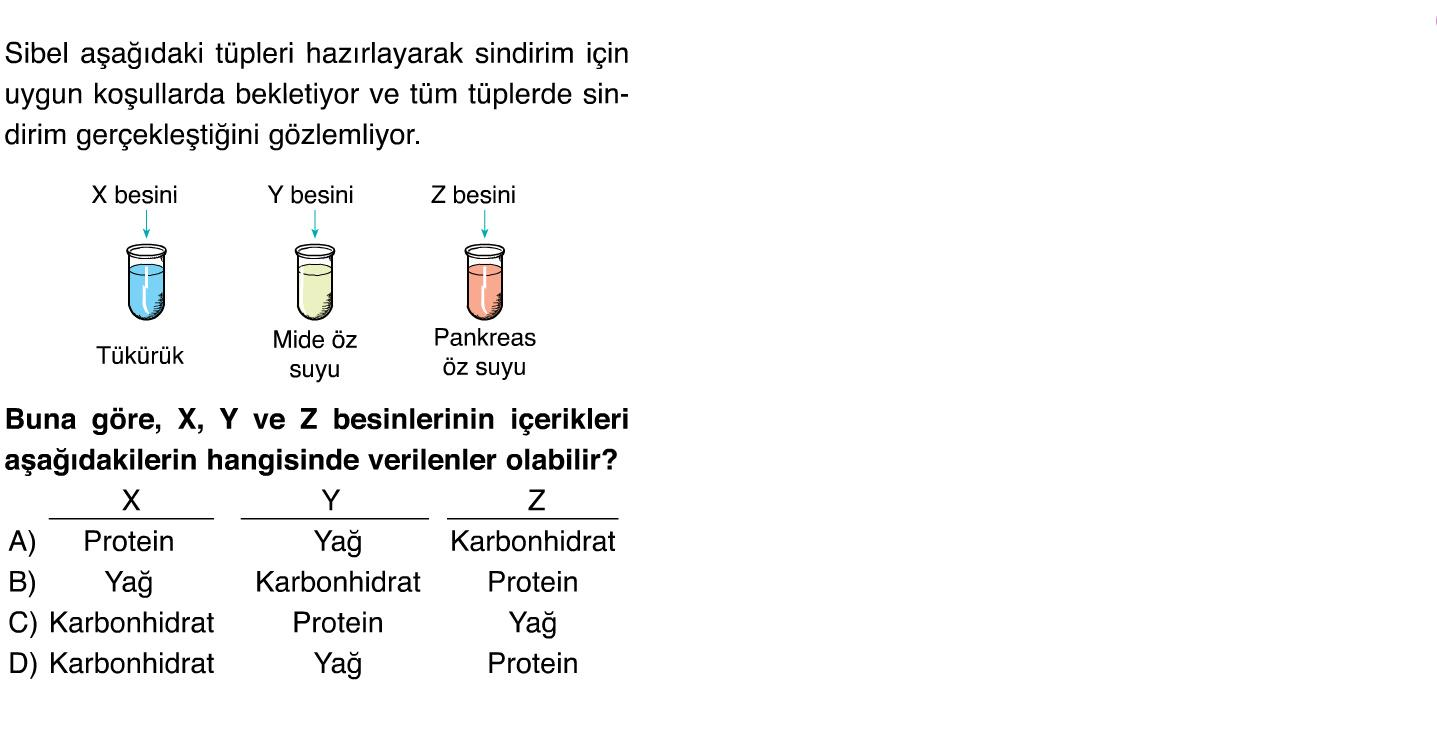 Sibel aşağıdaki tüpleri hazırlayarak sindirim için
uygun koşullarda bekletiyor ve tüm tüplerde sin-
dirim gerçekleştiğini gözlemliyor.
X besini Y besini Z besini
Tükürük
Mide öz
suyu
Pankreas
öz suyu
Buna göre, X, Y ve Z besinlerinin içerikleri
aşağıdakilerin hangisinde verilenler olabilir?
X Y Z
A) Protein Yağ Karbonhidrat
B) Yağ Karbonhidrat Protein
C) Karbonhidrat Protein Yağ
D) Karbonhidrat Yağ Protein